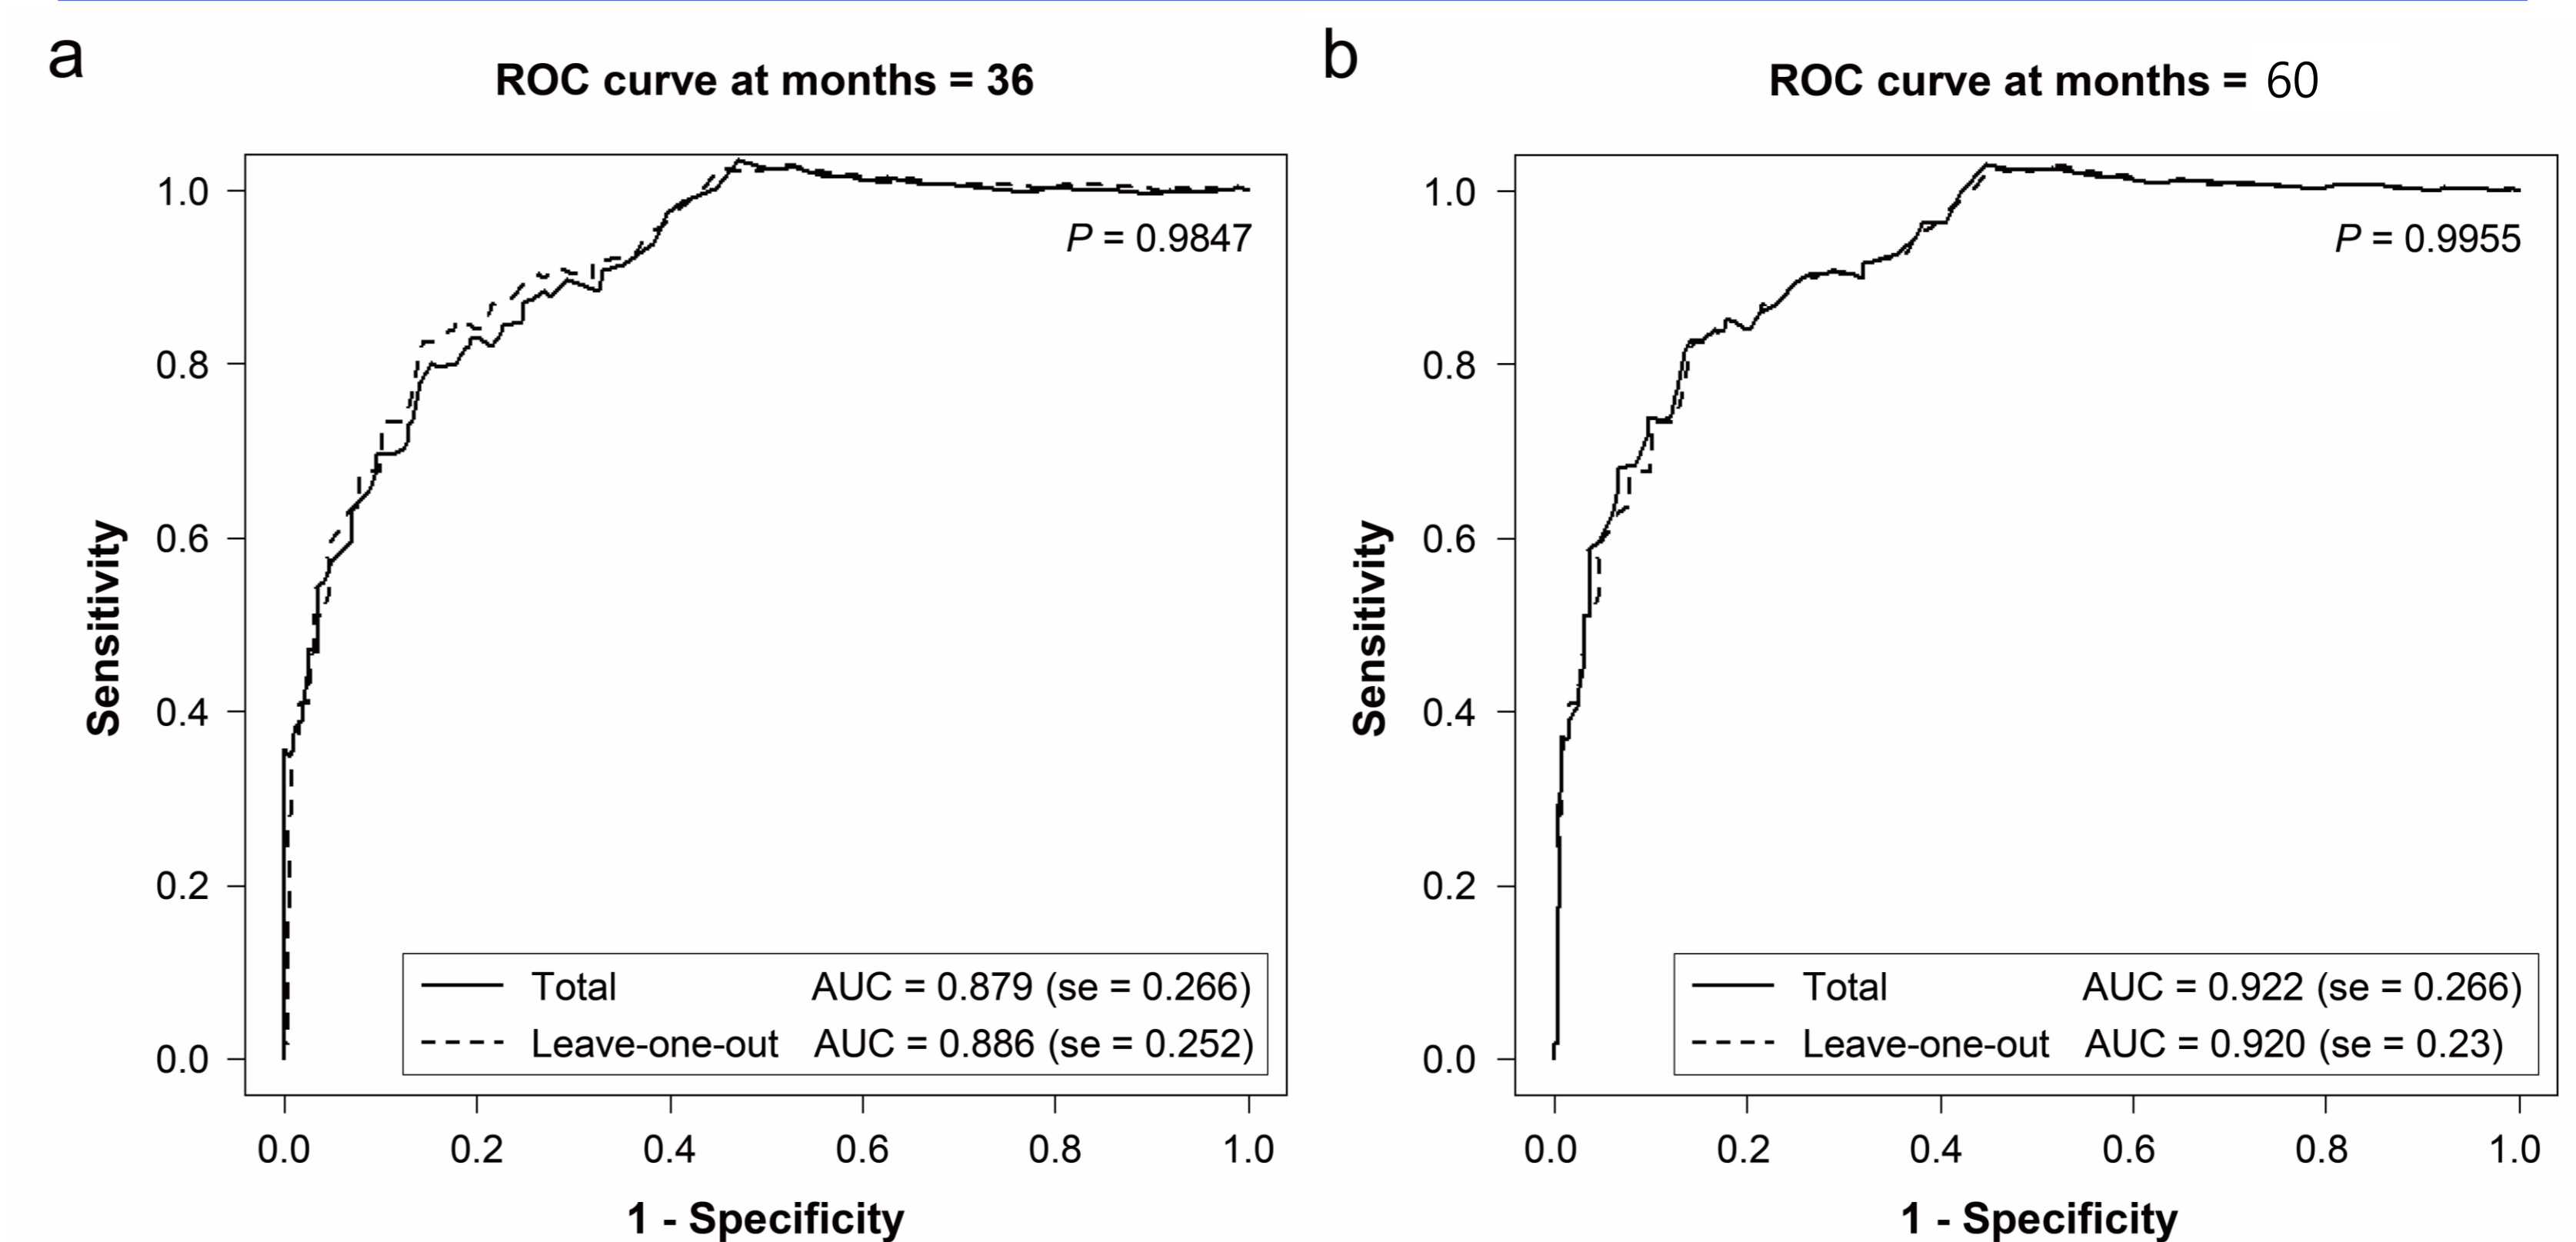 a
ROC curve at months = 36
1.0
0.8
0.6
0.4
0.2
0.0
Sensitivity
P = 0.9847
Total AUC = 0.879 (se = 0.266)
Leave-one-out AUC = 0.886 (se = 0.252)
0.0 0.2 0.4 0.6 0.8 1.0
1 - Specificity
b
ROC curve at months = 60
1.0
0.8
0.6
0.4
0.2
0.0
Sensitivity
P = 0.9955
Total AUC = 0.922 (se = 0.266)
Leave-one-out AUC = 0.920 (se = 0.23)
0.0 0.2 0.4 0.6 0.8 1.0
1 - Specificity